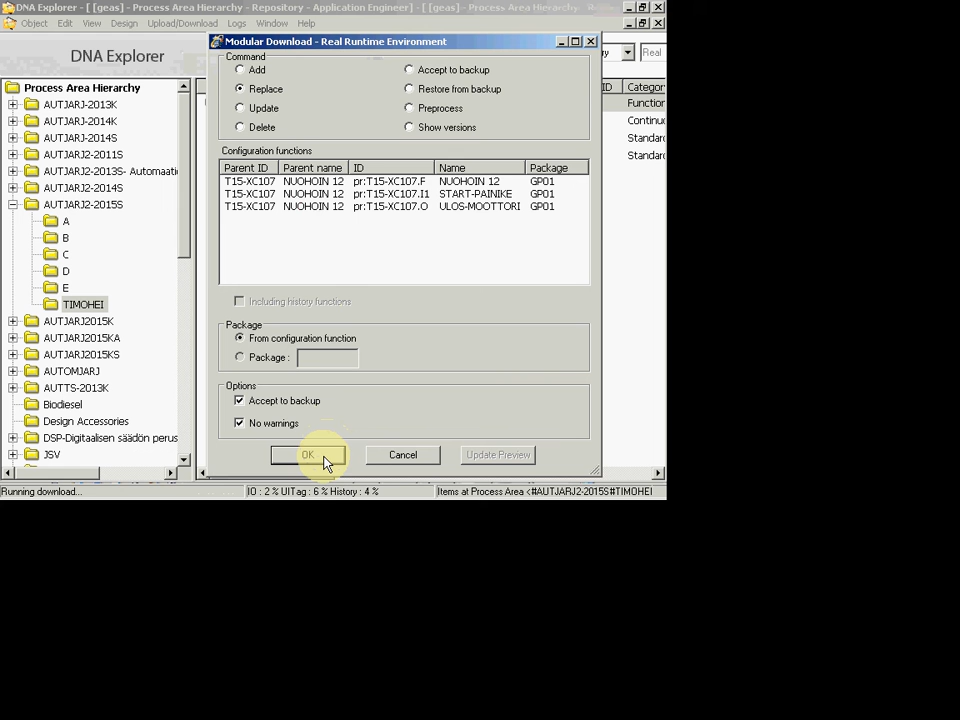 DNA Explorer - [ [geas] - Process Area Hierarchy - Repository - Application Engineer] - [ [geas] - Process Area Hierarchy -
Object Edit View Design Upload/Download Logs Window Help
DNA Explorer
Real
Process Area Hierarchy
AUTJARJ-2013K
AUTJARJ-2014K
AUTJARJ-2014S
AUTJARJ2-2011S
AUTJARJ2-2013S- Automaati
AUTJARJ2-2014S
AUTJARJ2-2015S
A
B
C
D
E
TIMOHEI
AUTJARJ2015K
AUTJARJ2015KA
AUTJARJ2015KS
AUTOMJARJ
AUTTS-2013K
Biodiesel
Design Accessories
DSP-Digitaalisen säädön perus
JSV
Modular Download - Real Runtime Environment
Command
Add
Accept to backup
Replace
Restore from backup
Update
Preprocess
Delete
Show versions
Configuration functions
Parent ID Parent name ID Name Package
T15-XC107 NUOHOIN 12 pr:T15-XC107.F NUOHOIN 12 GP01
T15-XC107 NUOHOIN 12 pr:T15-XC107.I1 START-PAINIKE GP01
T15-XC107 NUOHOIN 12 pr:T15-XC107.O ULOS-MOOTTORI GP01
Including history functions
Package
From configuration function
Package :
Options
Accept to backup
No warnings
OK Cancel Update Preview
ID Categor
Function
Continuo
Standard
Standard
Running download... IO : 2 % UITag : 6 % History : 4 % Items at Process Area <#AUTJARJ2-2015S#TIMOHEI